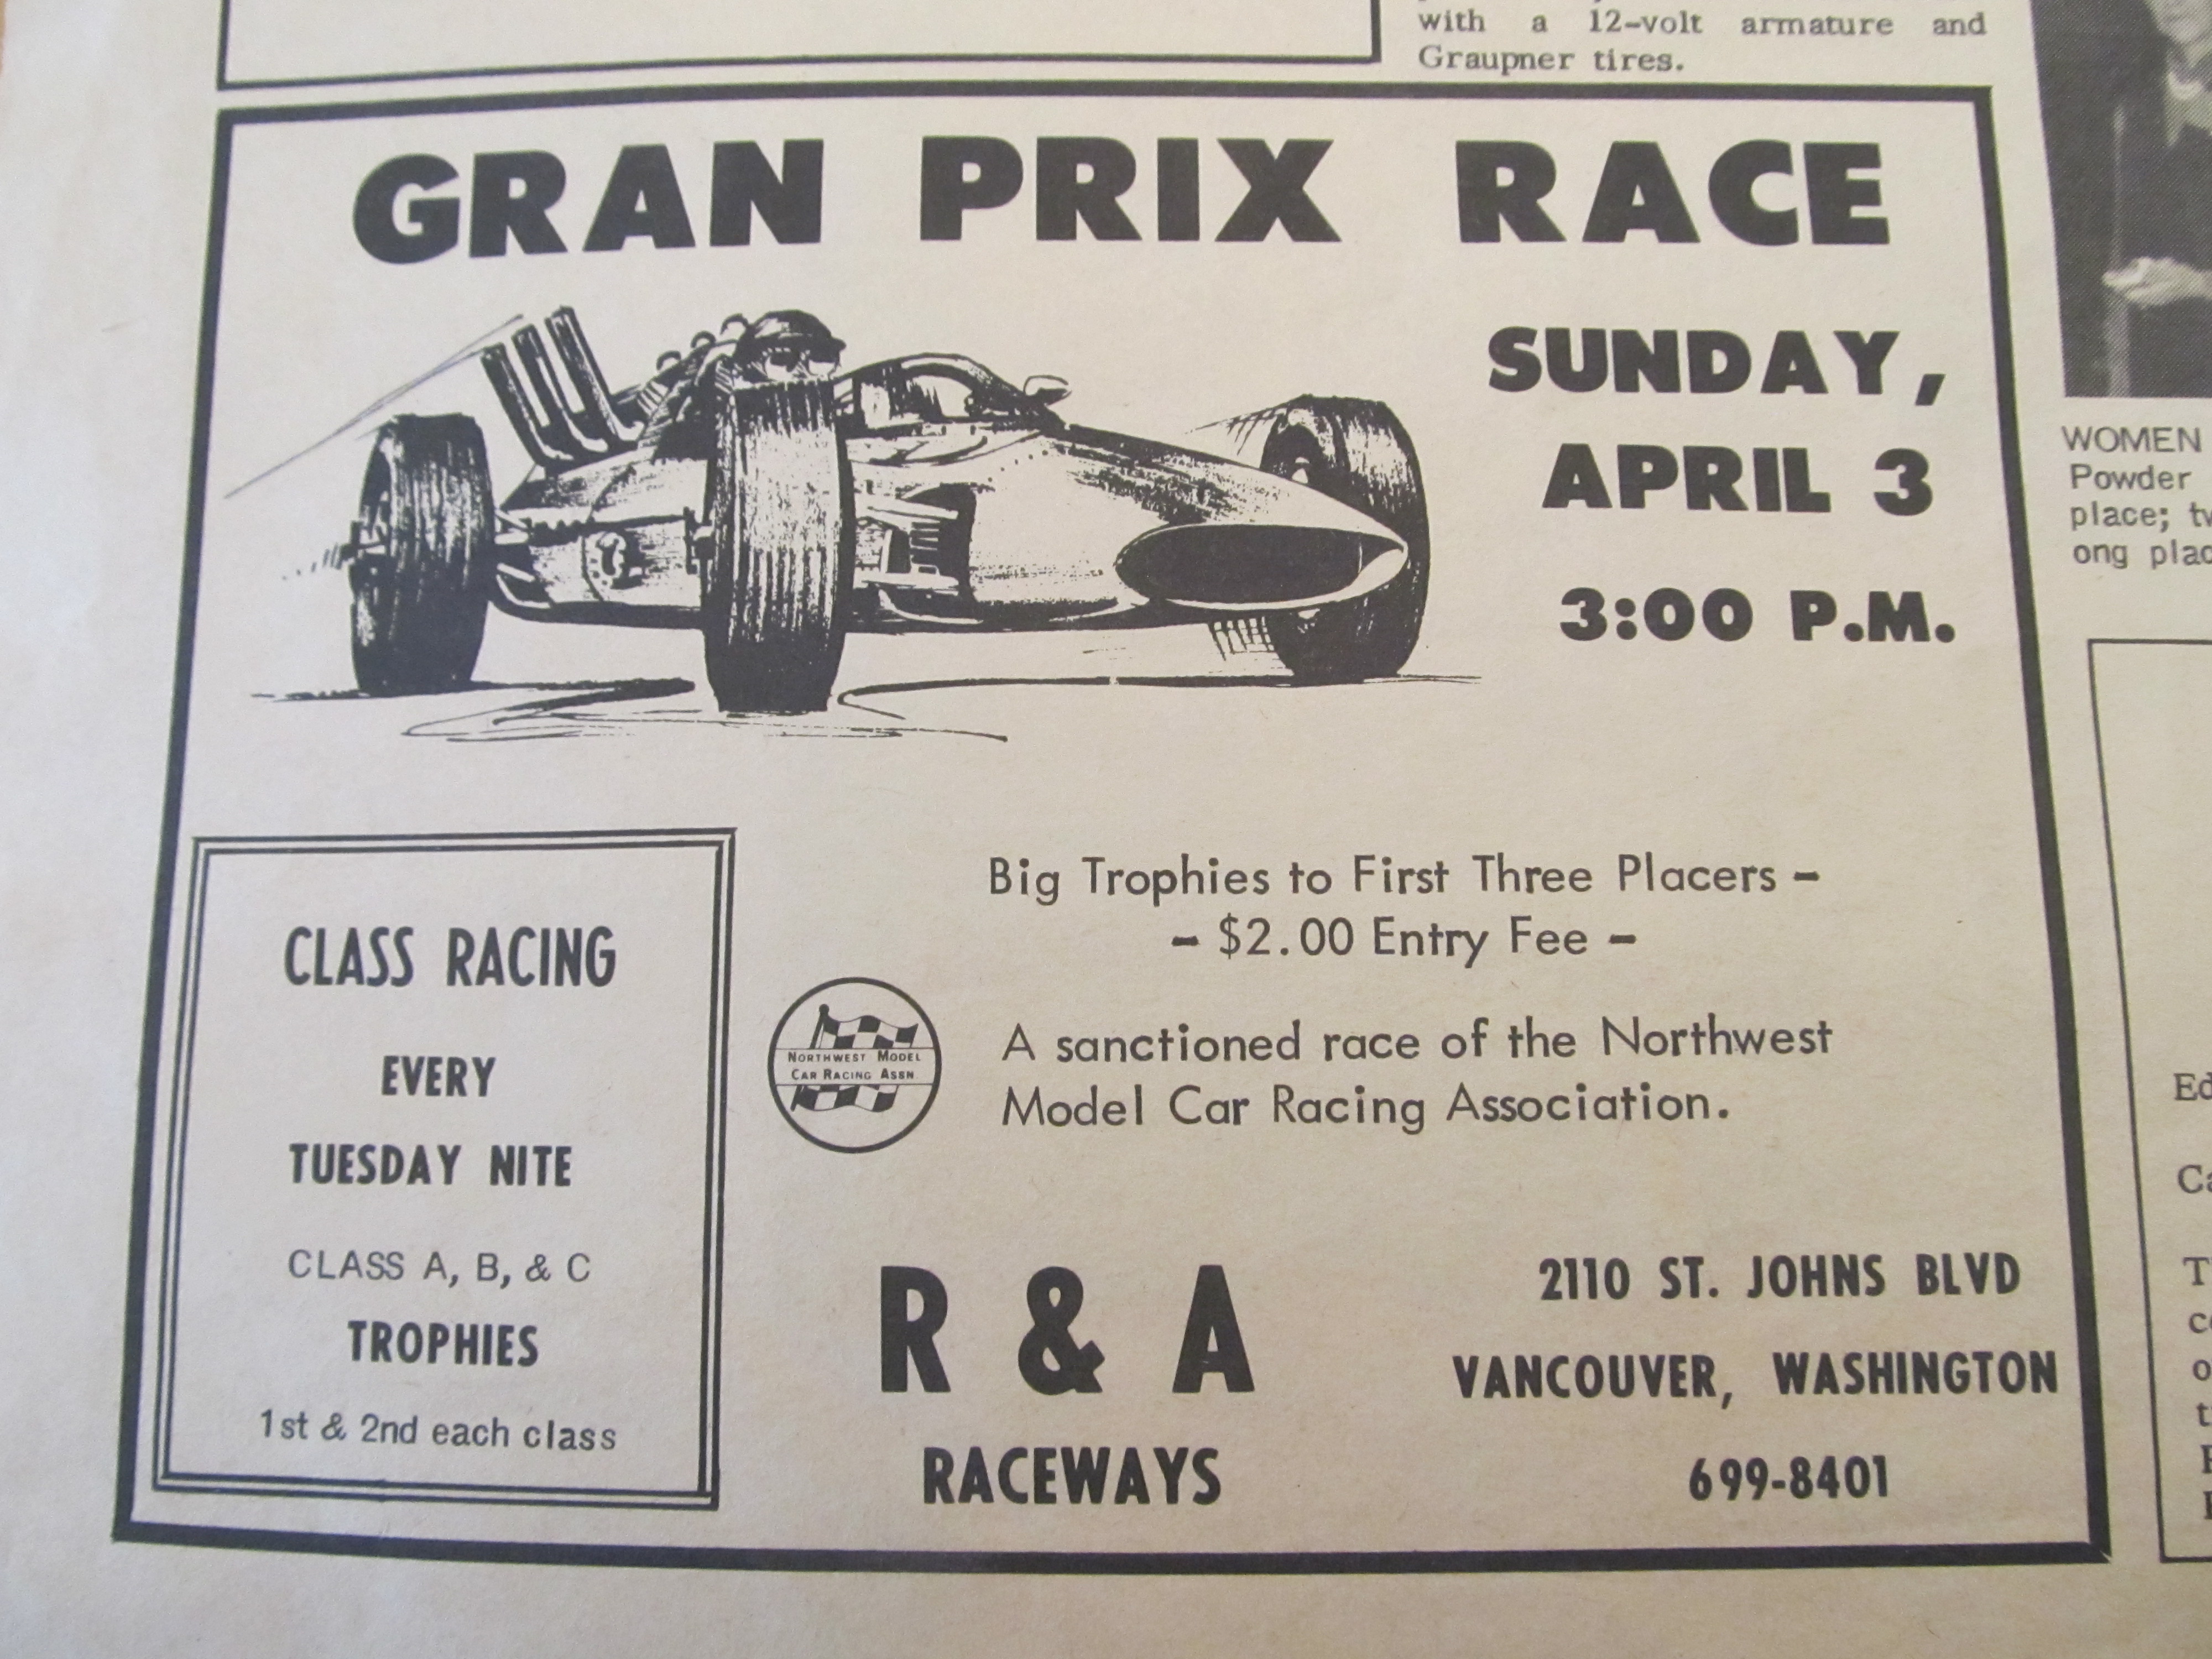 with a 12-volt armature and
Graupner tires.
GRAN PRIX RACE
SUNDAY,
APRIL 3
3:00 P.M.
Big Trophies to First Three Placers -
- $2.00 Entry Fee -
NORTHWEST MODEL
CAR RACING ASSN
A sanctioned race of the Northwest
Model Car Racing Association.
CLASS RACING
EVERY
TUESDAY NITE
CLASS A, B, & C
TROPHIES
1st & 2nd each class
R & A
RACEWAYS
2110 ST. JOHNS BLVD
VANCOUVER, WASHINGTON
699-8401
WOMEN
Powder
place;
ong